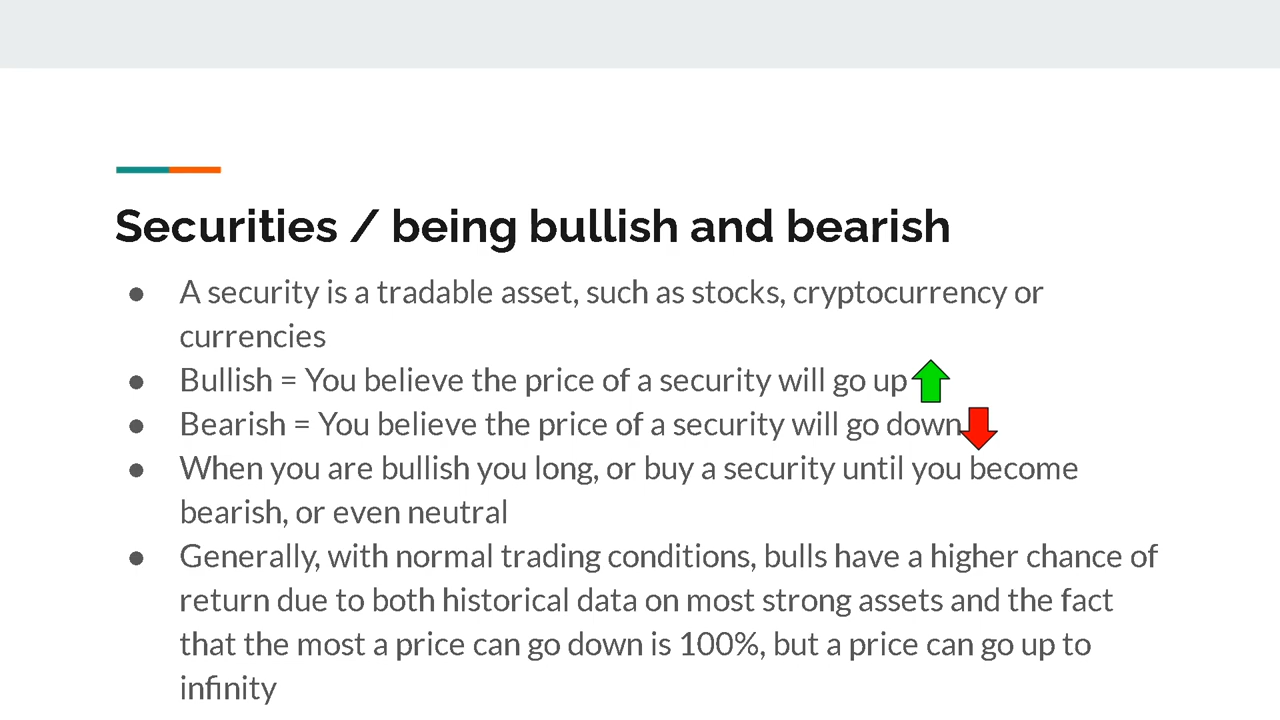 Securities / being bullish and bearish
● A security is a tradable asset, such as stocks, cryptocurrency or
currencies
● Bullish = You believe the price of a security will go up
● Bearish = You believe the price of a security will go down
● When you are bullish you long, or buy a security until you become
bearish, or even neutral
● Generally, with normal trading conditions, bulls have a higher chance of
return due to both historical data on most strong assets and the fact
that the most a price can go down is 100%, but a price can go up to
infinity